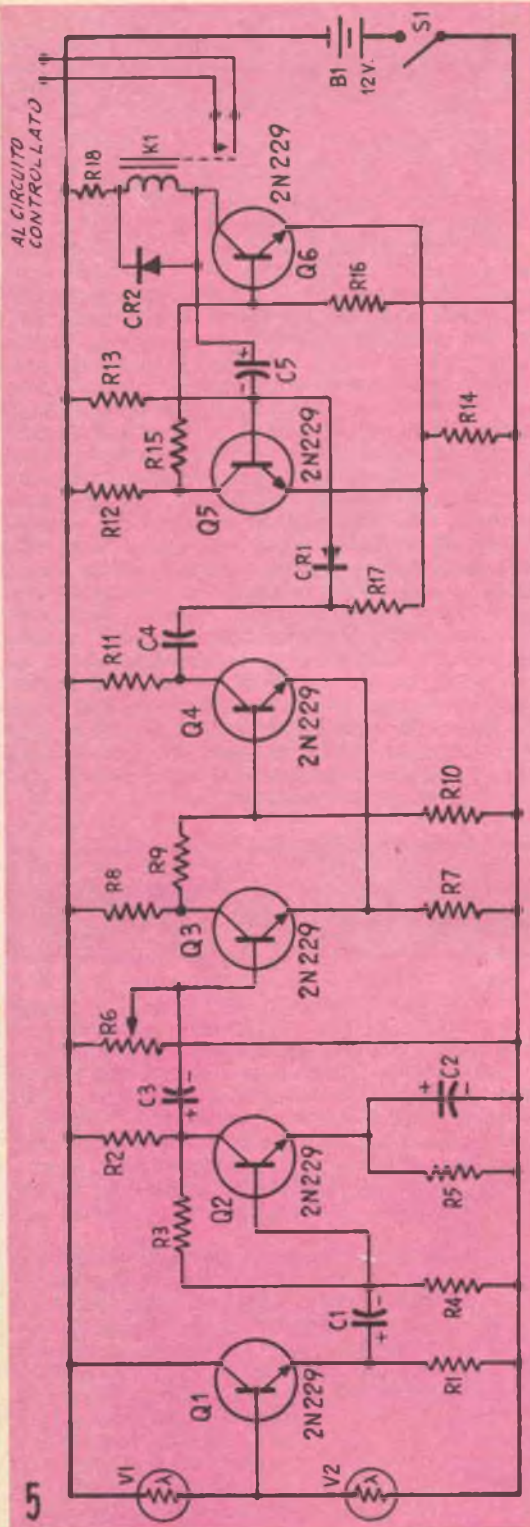 5
AL CIRCUITO
CONTROLLATO
V1
λ
V2
λ
Q1
2N229
R1
C1
+
-
R4
R3
R2
Q2
2N229
C3
+
-
R5
C2
+
-
R6
Q3
2N229
R8
R9
R7
R10
Q4
2N229
R11
C4
CR1
R17
R12
R15
R13
Q5
2N229
C5
-
+
R14
R16
Q6
2N229
CR2
R18
K1
B1
12V.
S1